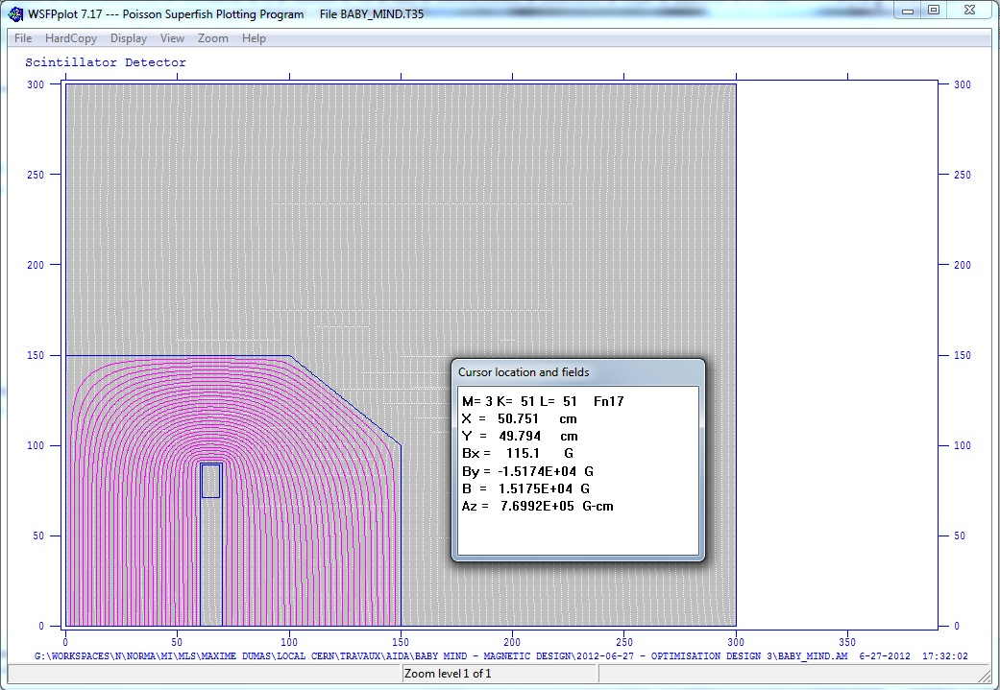 WSFPplot 7.17 --- Poisson Superfish Plotting Program File BABY_MIND.T35
File HardCopy Display View Zoom Help
Scintillator Detector
300 300
250 250
200 200
150 150
Cursor location and fields
M= 3 K= 51 L= 51 Fn17
X = 50.751 cm
Y = 49.794 cm
Bx = 115.1 G
By = -1.5174E+04 G
B = 1.5175E+04 G
Az = 7.6992E+05 G-cm
100 100
50 50
0 0
0 50 100 150 200 250 300 350
G:\WORKSPACES\N\NORMA\MI\MLS\MAXIME DUMAS\LOCAL CERN\TRAVAUX\AIDA\BABY MIND - MAGNETIC DESIGN\2012-06-27 - OPTIMISATION DESIGN 3\BABY_MIND.AM 6-27-2012 17:32:02
Zoom level 1 of 1